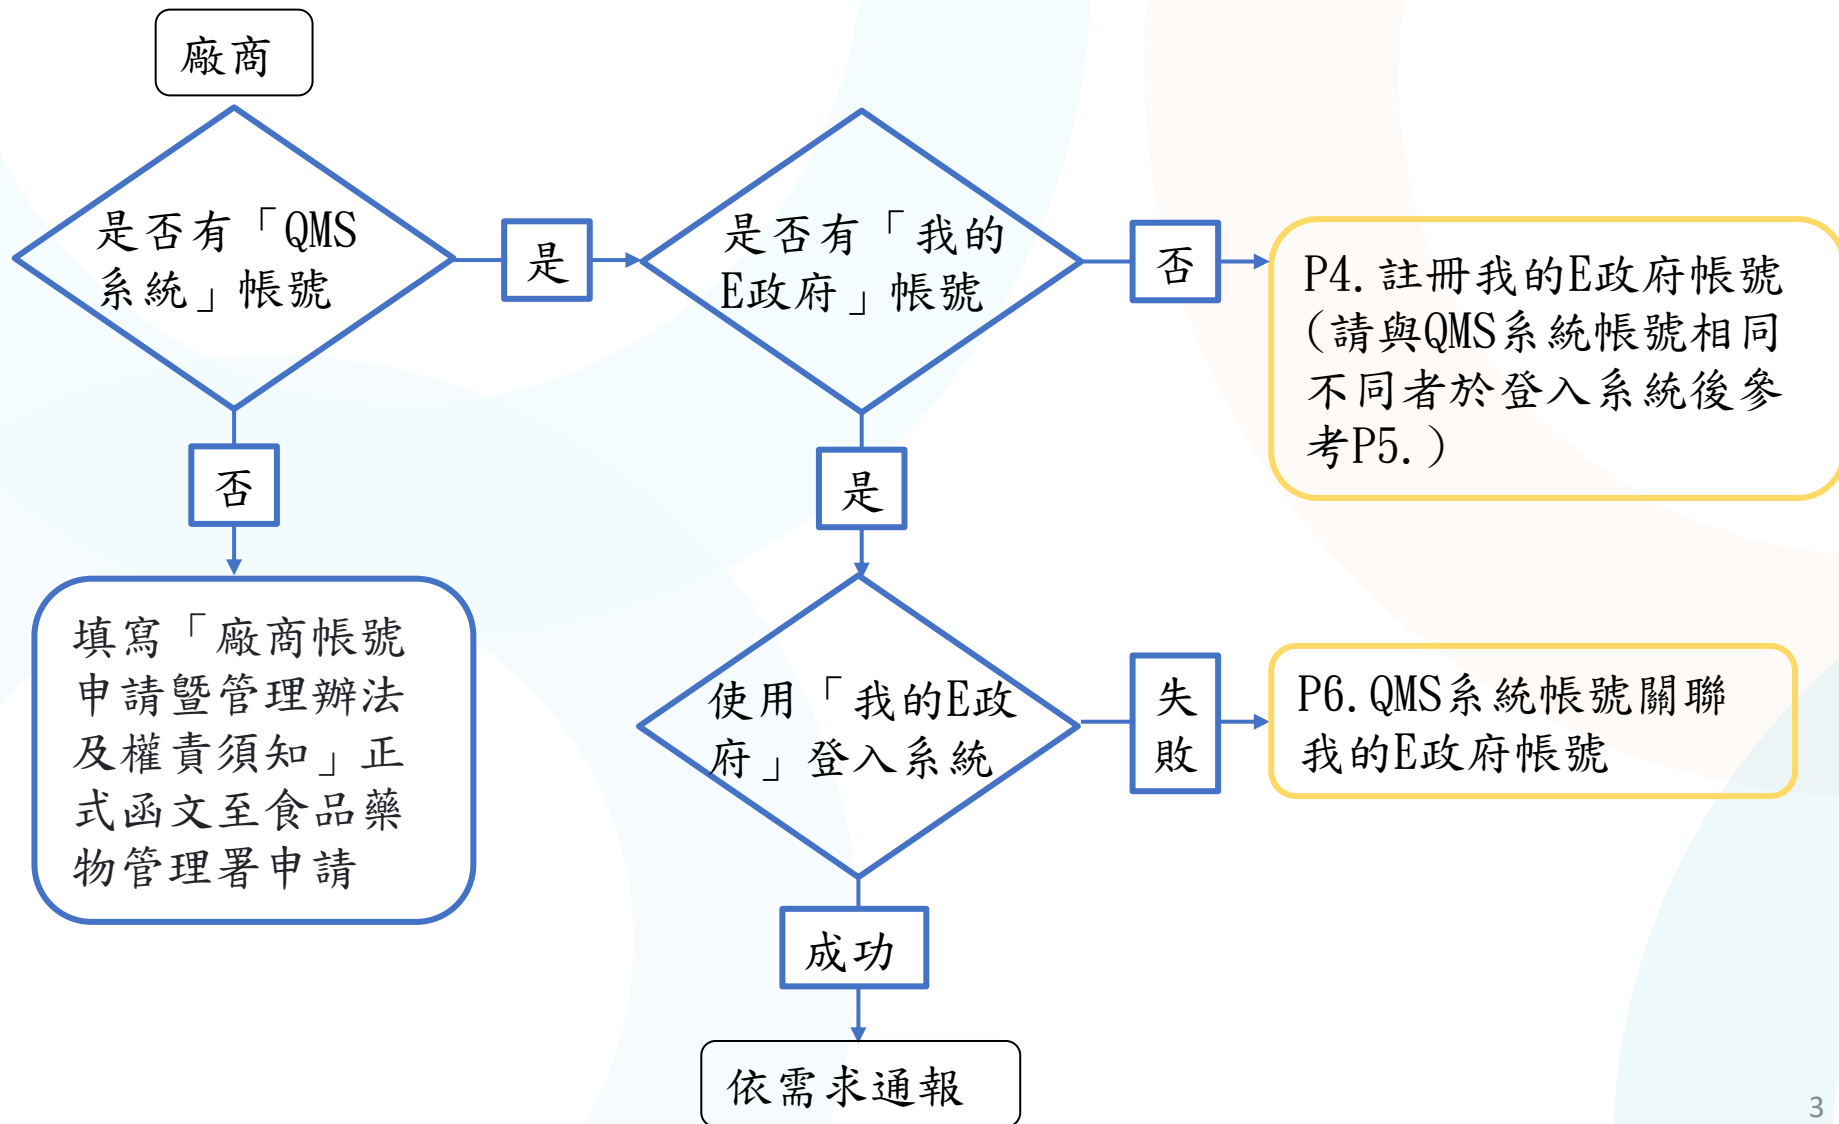 廠商
是否有「QMS
系統」帳號
是
是否有「我的
E政府」帳號
否
P4.註冊我的E政府帳號
(請與QMS系統帳號相同
不同者於登入系統後參
考P5.)
否
是
填寫「廠商帳號
申請暨管理辦法
及權責須知」正
式函文至食品藥
物管理署申請
使用「我的E政
府」登入系統
失
敗
P6.QMS系統帳號關聯
我的E政府帳號
成功
依需求通報
3